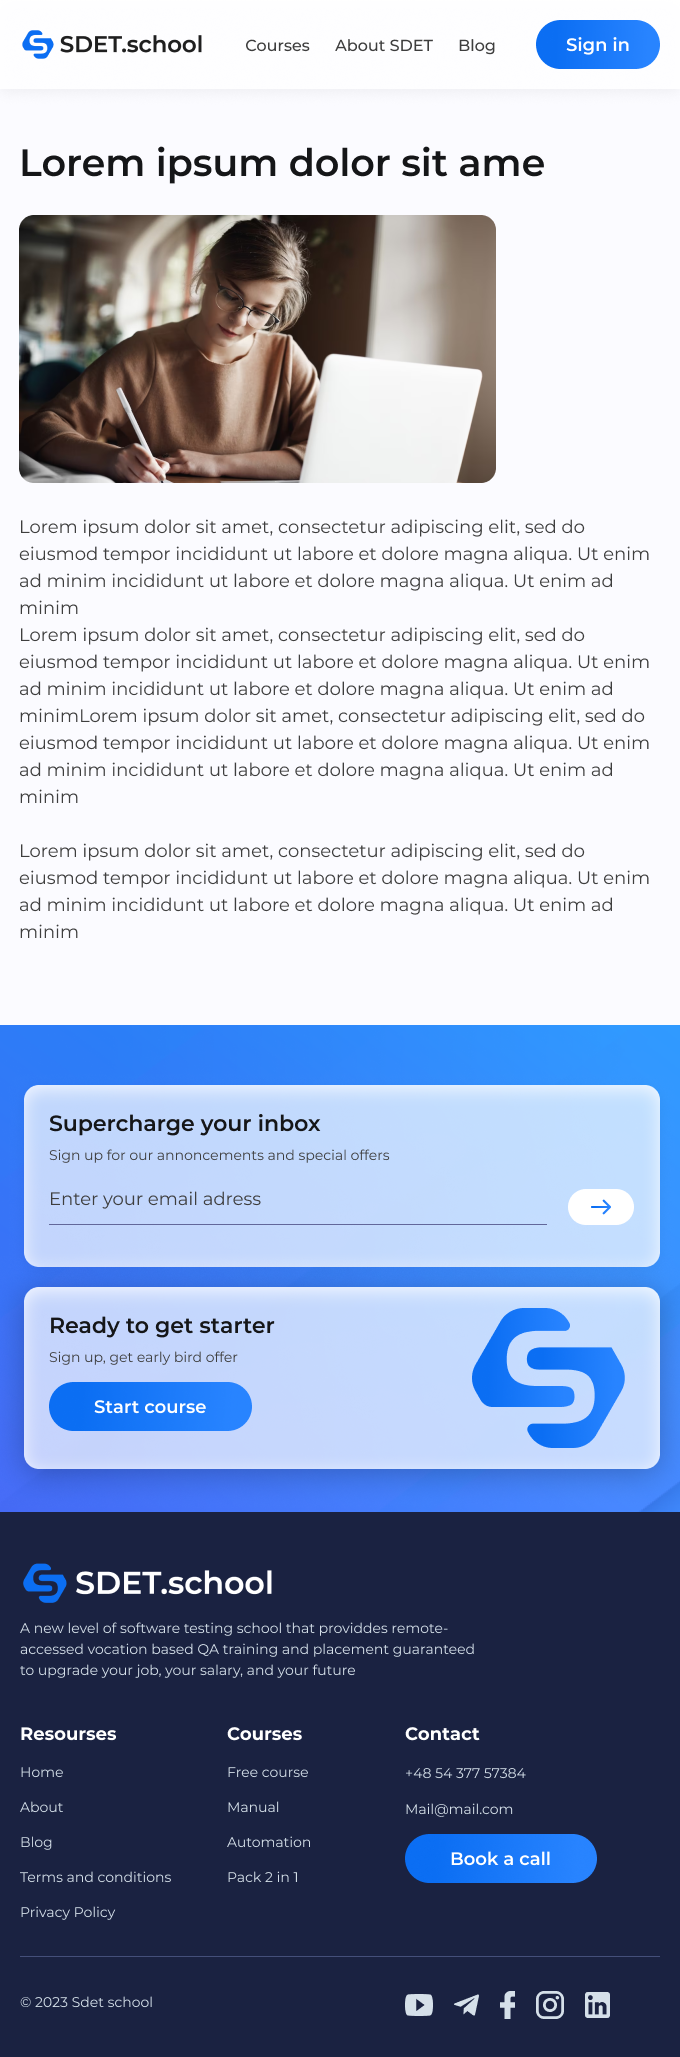 SDET.school
Courses
About SDET
Blog
Sign in
Lorem ipsum dolor sit ame
Lorem ipsum dolor sit amet, consectetur adipiscing elit, sed do
eiusmod tempor incididunt ut labore et dolore magna aliqua. Ut enim
ad minim incididunt ut labore et dolore magna aliqua. Ut enim ad
minim
Lorem ipsum dolor sit amet, consectetur adipiscing elit, sed do
eiusmod tempor incididunt ut labore et dolore magna aliqua. Ut enim
ad minim incididunt ut labore et dolore magna aliqua. Ut enim ad
minimLorem ipsum dolor sit amet, consectetur adipiscing elit, sed do
eiusmod tempor incididunt ut labore et dolore magna aliqua. Ut enim
ad minim incididunt ut labore et dolore magna aliqua. Ut enim ad
minim
Lorem ipsum dolor sit amet, consectetur adipiscing elit, sed do
eiusmod tempor incididunt ut labore et dolore magna aliqua. Ut enim
ad minim incididunt ut labore et dolore magna aliqua. Ut enim ad
minim
Supercharge your inbox
Sign up for our annoncements and special offers
Enter your email adress
Ready to get starter
Sign up, get early bird offer
Start course
SDET.school
A new level of software testing school that providdes remote-
accessed vocation based QA training and placement guaranteed
to upgrade your job, your salary, and your future
Resourses
Home
About
Blog
Terms and conditions
Privacy Policy
Courses
Free course
Manual
Automation
Pack 2 in 1
Contact
+48 54 377 57384
Mail@mail.com
Book a call
© 2023 Sdet school